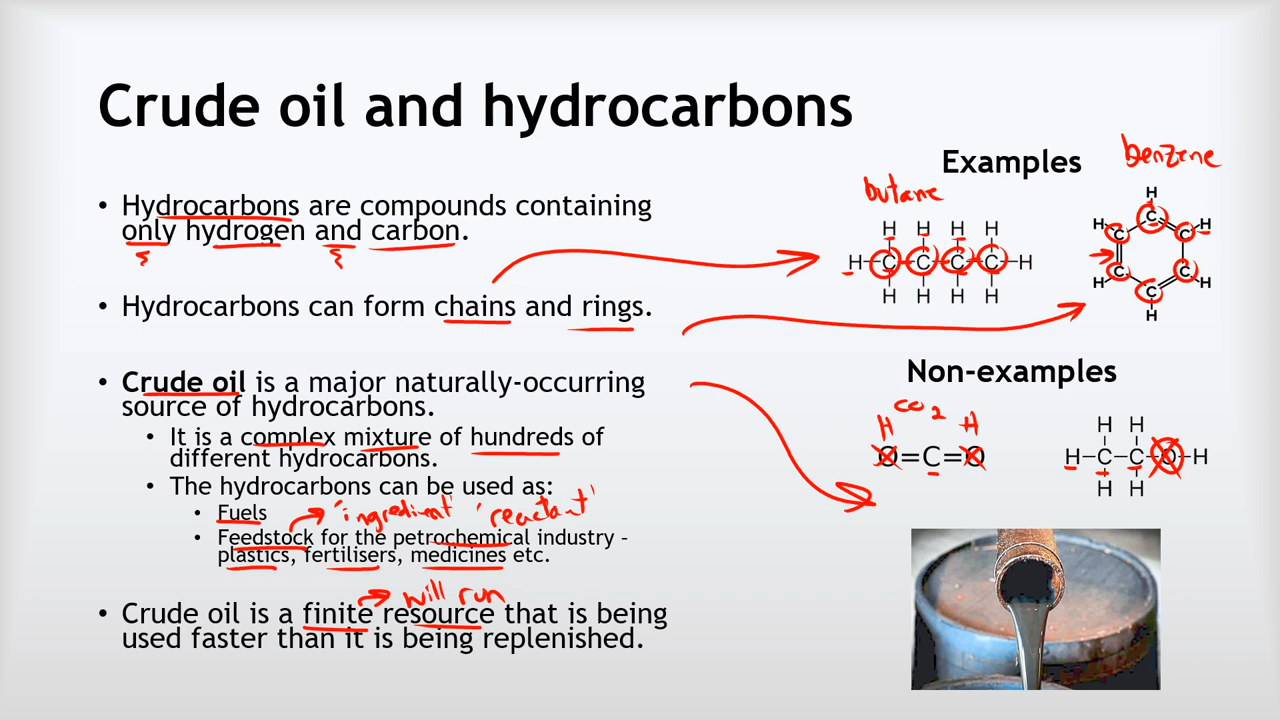 Crude oil and hydrocarbons
• Hydrocarbons are compounds containing
only hydrogen and carbon.
• Hydrocarbons can form chains and rings.
• Crude oil is a major naturally-occurring
source of hydrocarbons.
• It is a complex mixture of hundreds of
different hydrocarbons.
• The hydrocarbons can be used as:
• Fuels
'ingredient' 'reactant'
• Feedstock for the petrochemical industry –
plastics, fertilisers, medicines etc.
will run
• Crude oil is a finite resource that is being
used faster than it is being replenished.
Examples
butane
H H H H
H-C-C-C-C-H
H H H H
benzene
H
H C H
C C
C C
H C H
H
Non-examples
CO2
H H
O=C=O
H H
H-C-C-O-H
H H